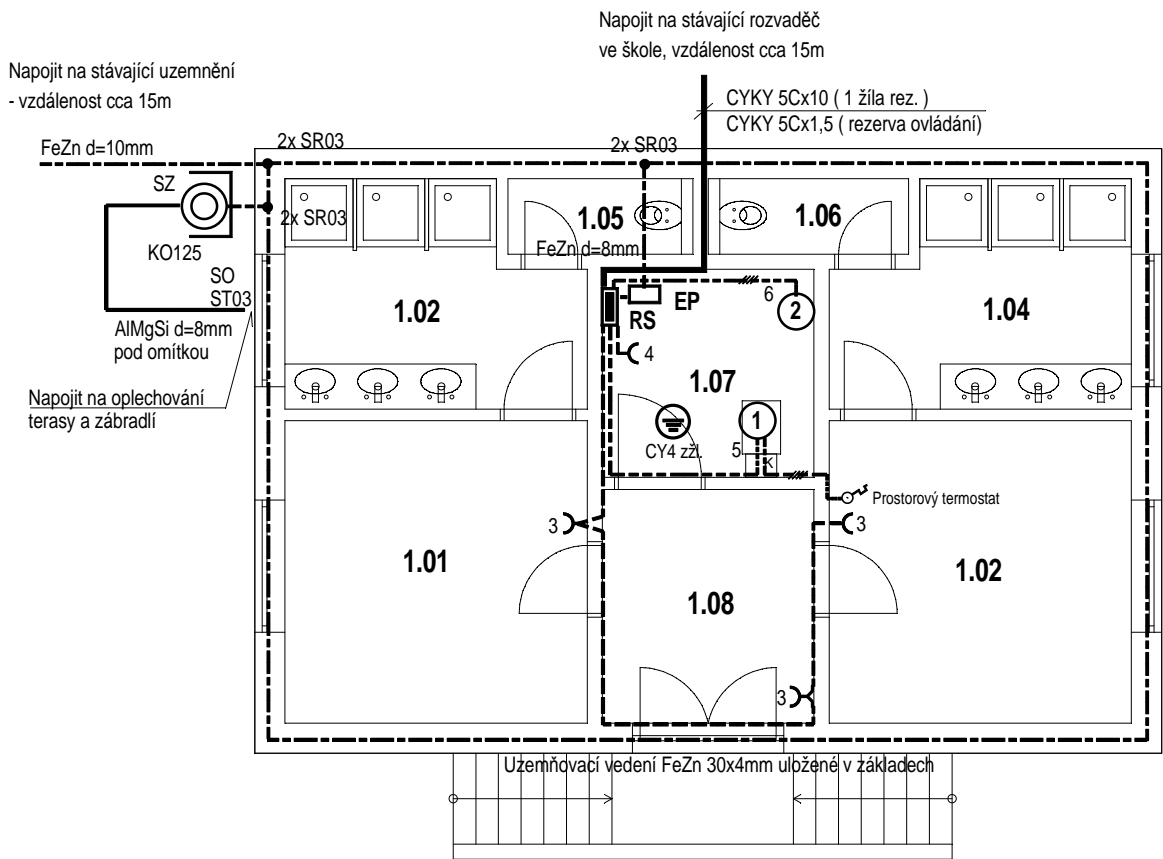 Napojit na stávající rozvaděč
ve škole, vzdálenost cca 15m
Napojit na stávající uzemnění
- vzdálenost cca 15m
CYKY 5Cx10 ( 1 žíla rez. )
CYKY 5Cx1,5 ( rezerva ovládání)
FeZn d=10mm
2x SR03
2x SR03
SZ
2x SR03
1.05
1.06
KO125
FeZn d=8mm
SO
ST03
6
EP
RS
2
1.02
1.04
AlMgSi d=8mm
pod omítkou
4
1.07
Napojit na oplechování
terasy a zábradlí
1
CY4 zžl.
5
K
Prostorový termostat
3
3
1.01
1.02
1.08
3
Uzemňovací vedení FeZn 30x4mm uložené v základech